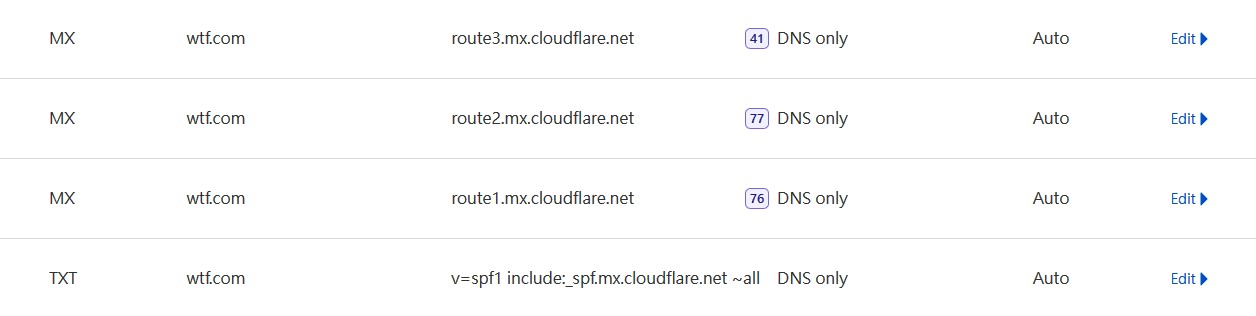 MX wtf.com route3.mx.cloudflare.net 41 DNS only Auto Edit
MX wtf.com route2.mx.cloudflare.net 77 DNS only Auto Edit
MX wtf.com route1.mx.cloudflare.net 76 DNS only Auto Edit
TXT wtf.com v=spf1 include:_spf.mx.cloudflare.net ~all DNS only Auto Edit